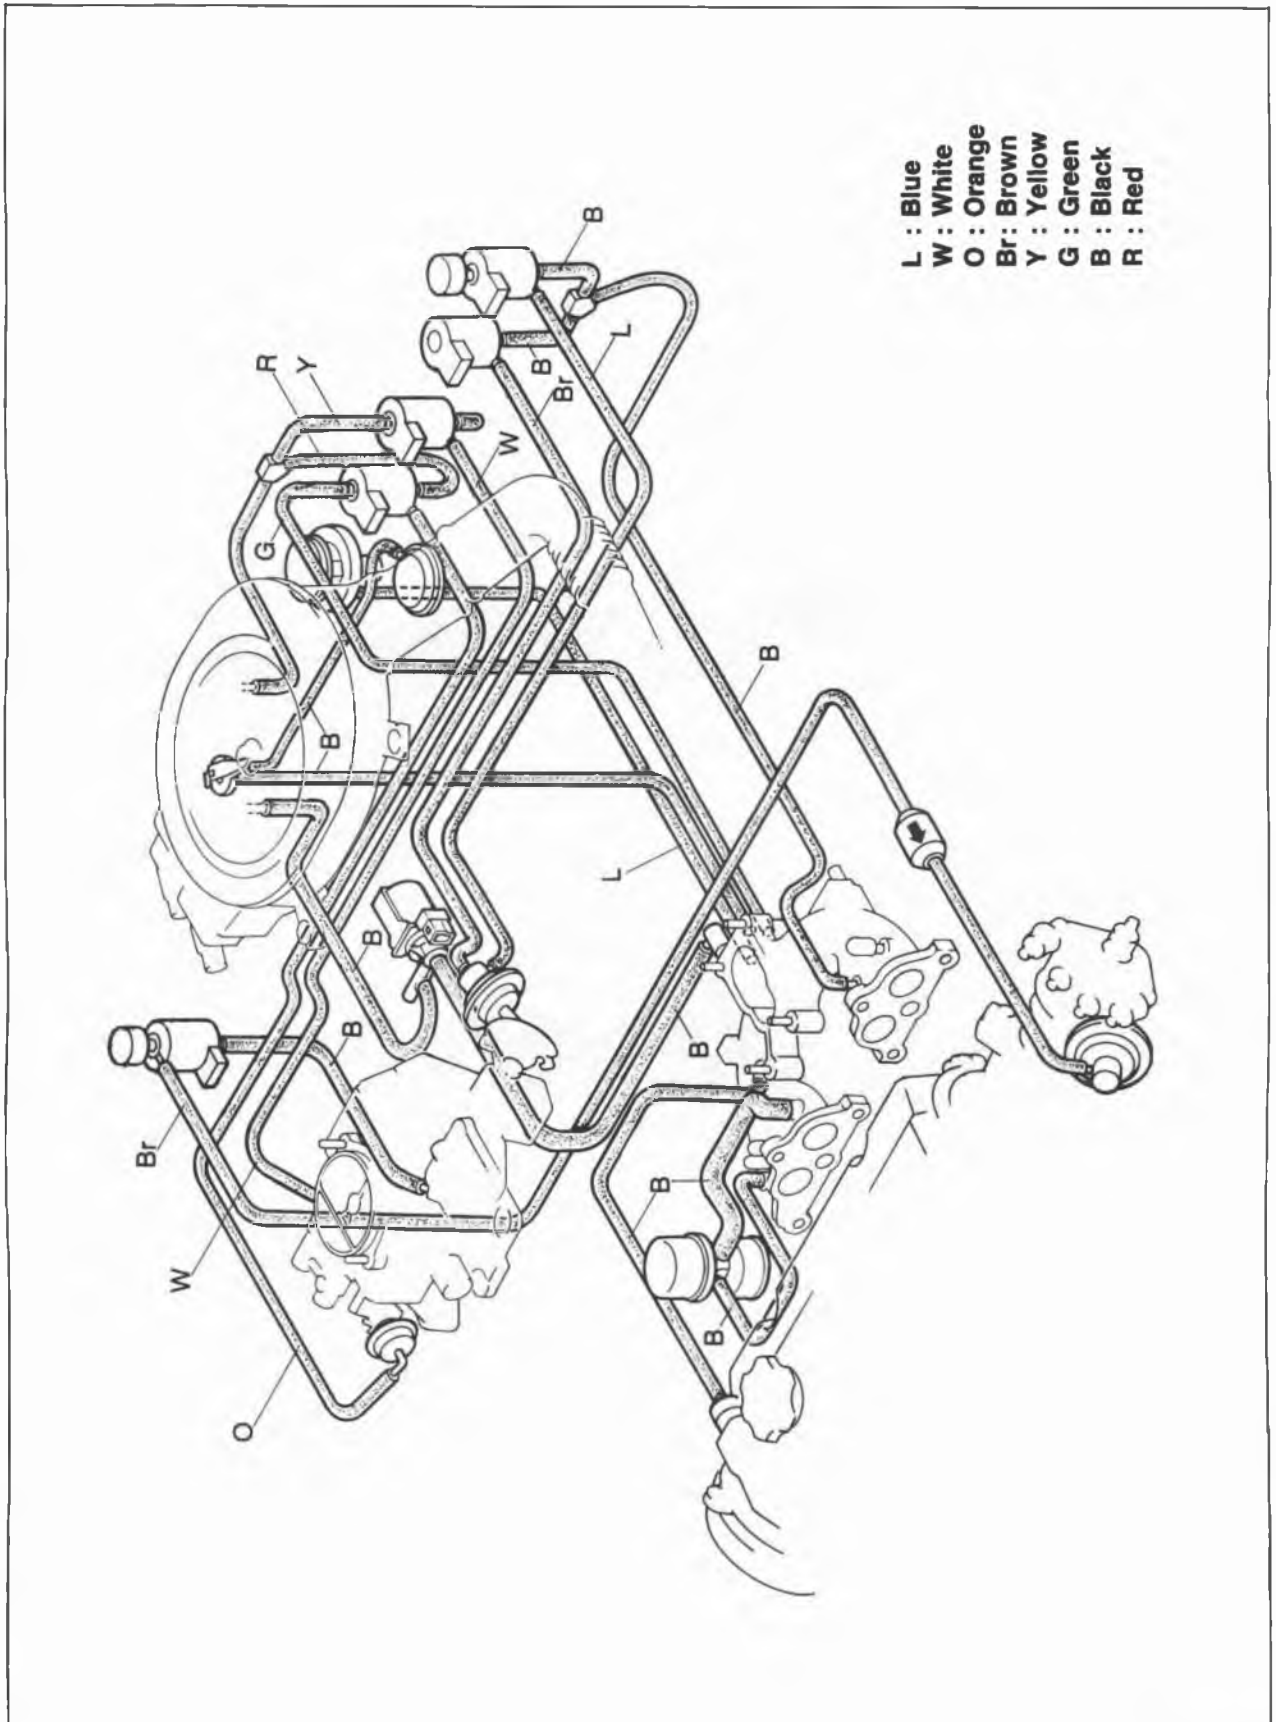 Br
W
O
G
R
Y
B
B
B
W
B
Br
B
L
L
B
B
B
B
L : Blue
W : White
O : Orange
Br : Brown
Y : Yellow
G : Green
B : Black
R : Red